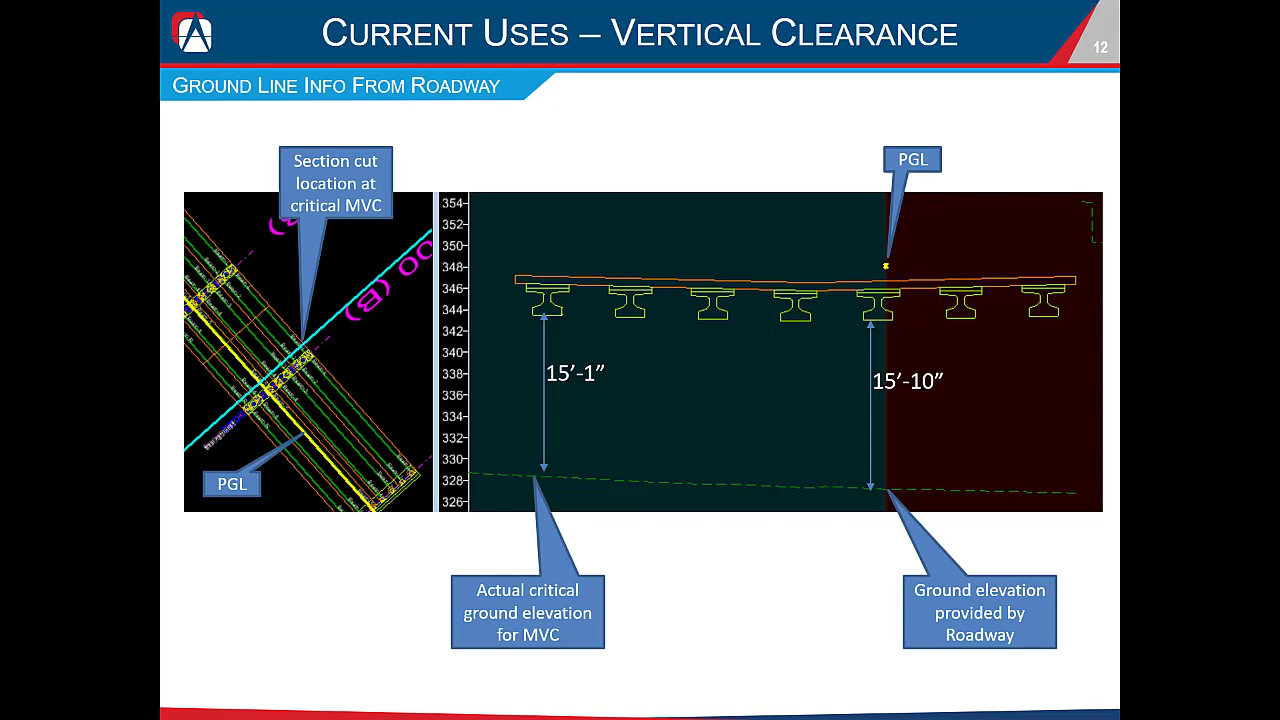 CURRENT USES – VERTICAL CLEARANCE
12
GROUND LINE INFO FROM ROADWAY
Section cut
location at
critical MVC
PGL
354
352
350
348
346
344
342
340
338
336
334
332
330
328
326
15’-1”
15’-10”
OO (B)
PGL
Actual critical
ground elevation
for MVC
Ground elevation
provided by
Roadway